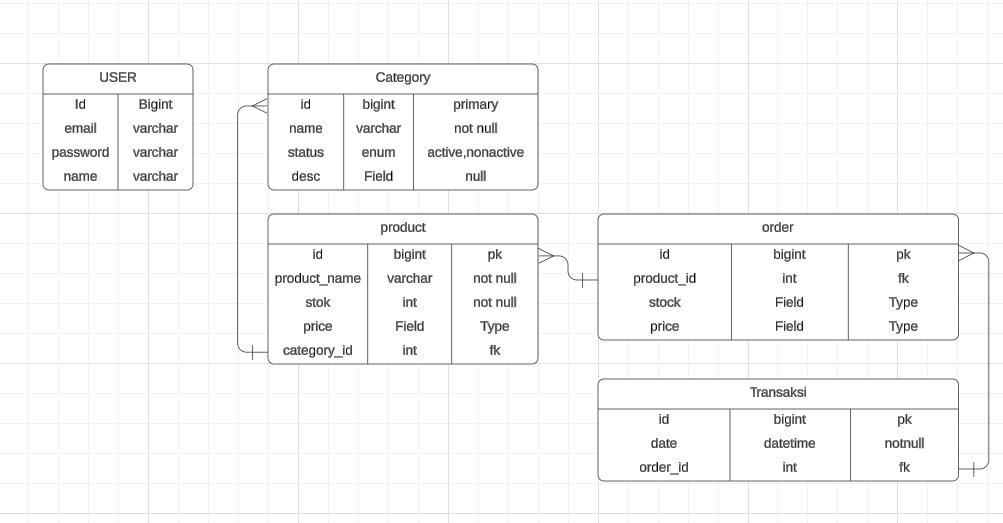 USER
Id Bigint
email varchar
password varchar
name varchar
Category
id bigint primary
name varchar not null
status enum active,nonactive
desc Field null
product
id bigint pk
product_name varchar not null
stok int not null
price Field Type
category_id int fk
order
id bigint pk
product_id int fk
stock Field Type
price Field Type
Transaksi
id bigint pk
date datetime notnull
order_id int fk